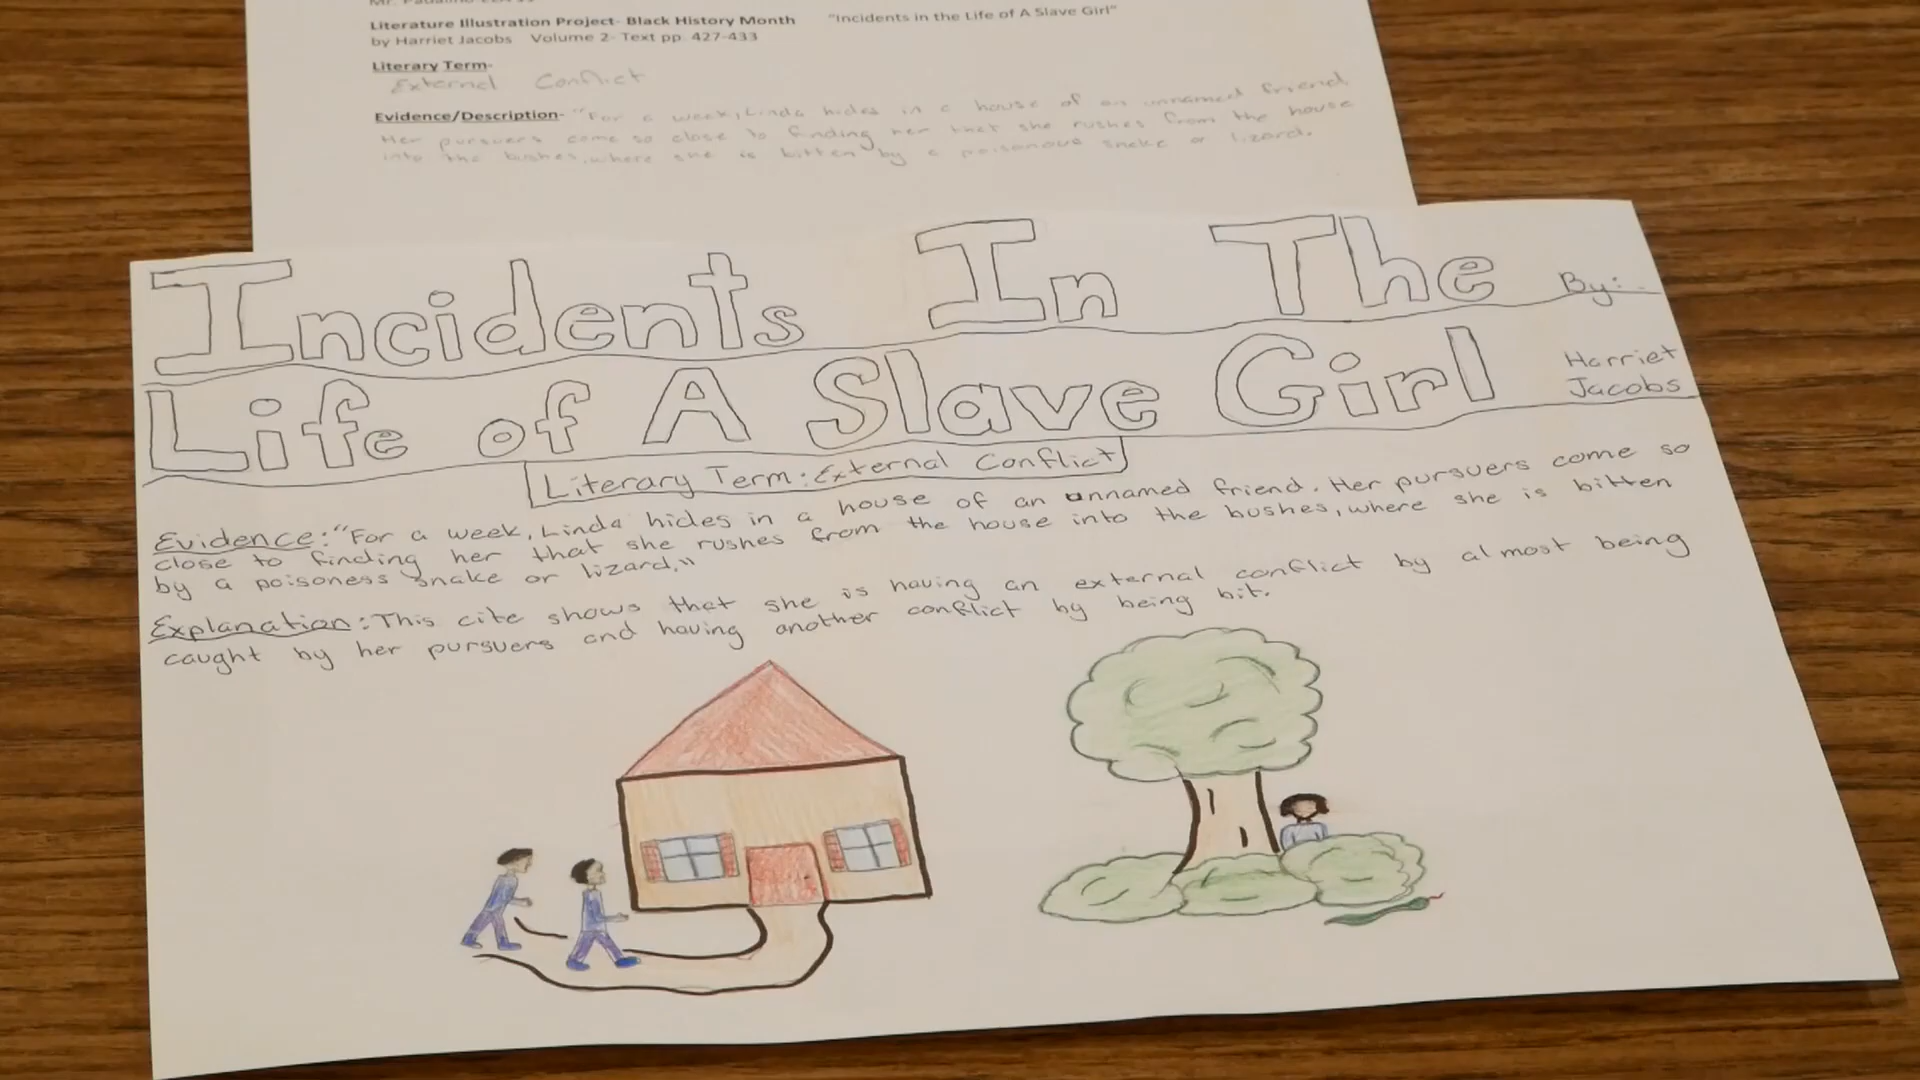 Literature Illustration Project- Black History Month "Incidents in the Life of A Slave Girl"
by Harriet Jacobs Volume 2- Text pp. 427-433
Literary Term-
External Conflict
Evidence/Description- "For a week, Linda hides in a house of an unnamed friend
Her pursuers come so close to finding her that she rushes from the house
into the bushes, where she is bitten by a poisonous snake or lizard.
Incidents In The
By:
Life of A Slave Girl
Harriet
Jacobs
Literary Term: External Conflict
Evidence: "For a week, Linda hides in a house of an unnamed friend. Her pursuers come so
close to finding her that she rushes from the house into the bushes, where she is bitten
by a poisoness snake or lizard."
Explanation: This cite shows that she is having an external conflict by almost being
caught by her pursuers and having another conflict by being bit.